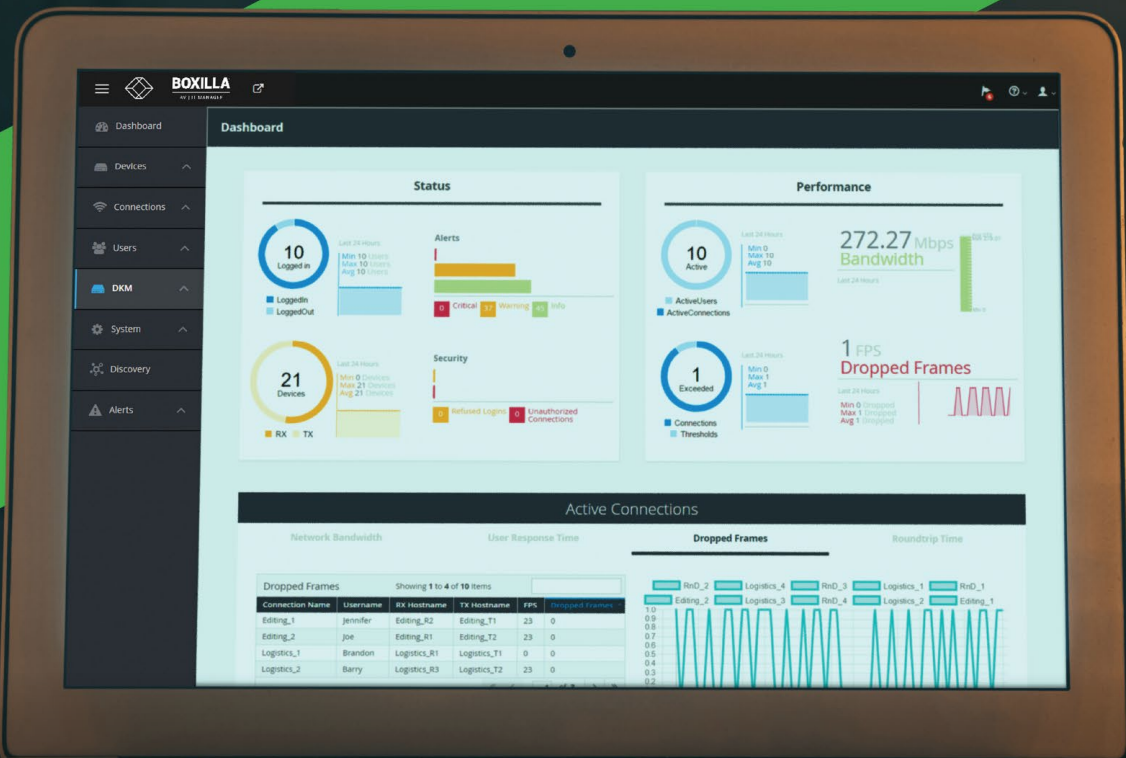 BOXILLA
AV | IT MANAGER
Dashboard
Devices
Connections
Users
DKM
System
Discovery
Alerts
Dashboard
Status
10
Logged in
Last 24 Hours
Min 10 Users
Max 10 Users
Avg 10 Users
LoggedIn
LoggedOut
Alerts
0 Critical 37 Warning 45 Info
21
Devices
Last 24 Hours
Min 0 Devices
Max 21 Devices
Avg 21 Devices
RX TX
Security
0 Refused Logins 0 Unauthorized Connections
Performance
10
Active
Last 24 Hours
Min 0
Max 10
Avg 10
ActiveUsers
ActiveConnections
272.27 Mbps
Bandwidth
Last 24 Hours
1
Exceeded
Last 24 Hours
Min 0
Max 1
Avg 1
Connections
Thresholds
1 FPS
Dropped Frames
Last 24 Hours
Min 0 Dropped
Max 1 Dropped
Avg 1 Dropped
Active Connections
Network Bandwidth User Response Time Dropped Frames Roundtrip Time
Dropped Frames Showing 1 to 4 of 10 Items
Connection Name Username RX Hostname TX Hostname FPS Dropped Frames
Editing_1 Jennifer Editing_R2 Editing_T1 23 0
Editing_2 Joe Editing_R1 Editing_T2 23 0
Logistics_1 Brandon Logistics_R1 Logistics_T1 0 0
Logistics_2 Barry Logistics_R3 Logistics_T2 23 0
RnD_2 Logistics_4 RnD_3 Logistics_1 RnD_1
Editing_2 Logistics_3 RnD_4 Logistics_2 Editing_1
1.0
0.9
0.8
0.7
0.6
0.5
0.4
0.3
0.2